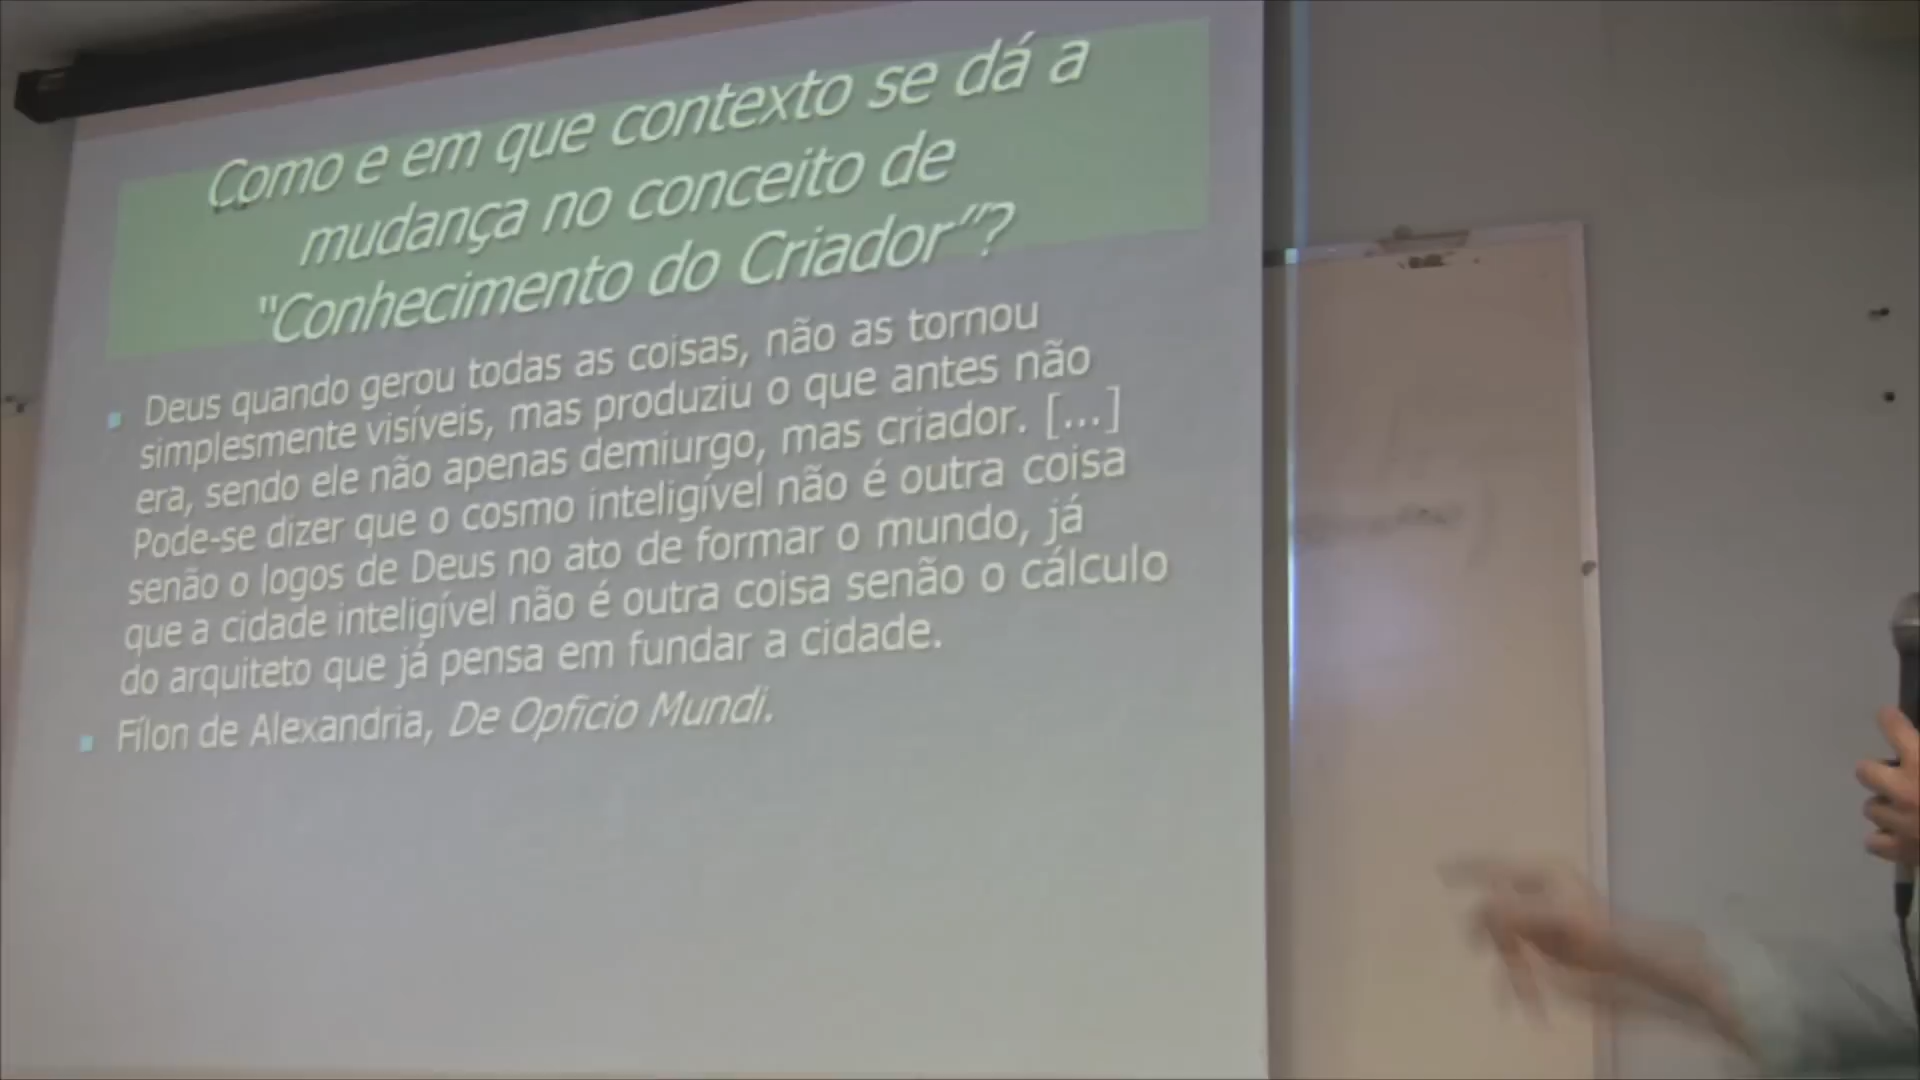 Como e em que contexto se dá a
mudança no conceito de
"Conhecimento do Criador"?
Deus quando gerou todas as coisas, não as tornou
simplesmente visíveis, mas produziu o que antes não
era, sendo ele não apenas demiurgo, mas criador. [...]
Pode-se dizer que o cosmo inteligível não é outra coisa
senão o logos de Deus no ato de formar o mundo, já
que a cidade inteligível não é outra coisa senão o cálculo
do arquiteto que já pensa em fundar a cidade.
Fílon de Alexandria, De Opficio Mundi.